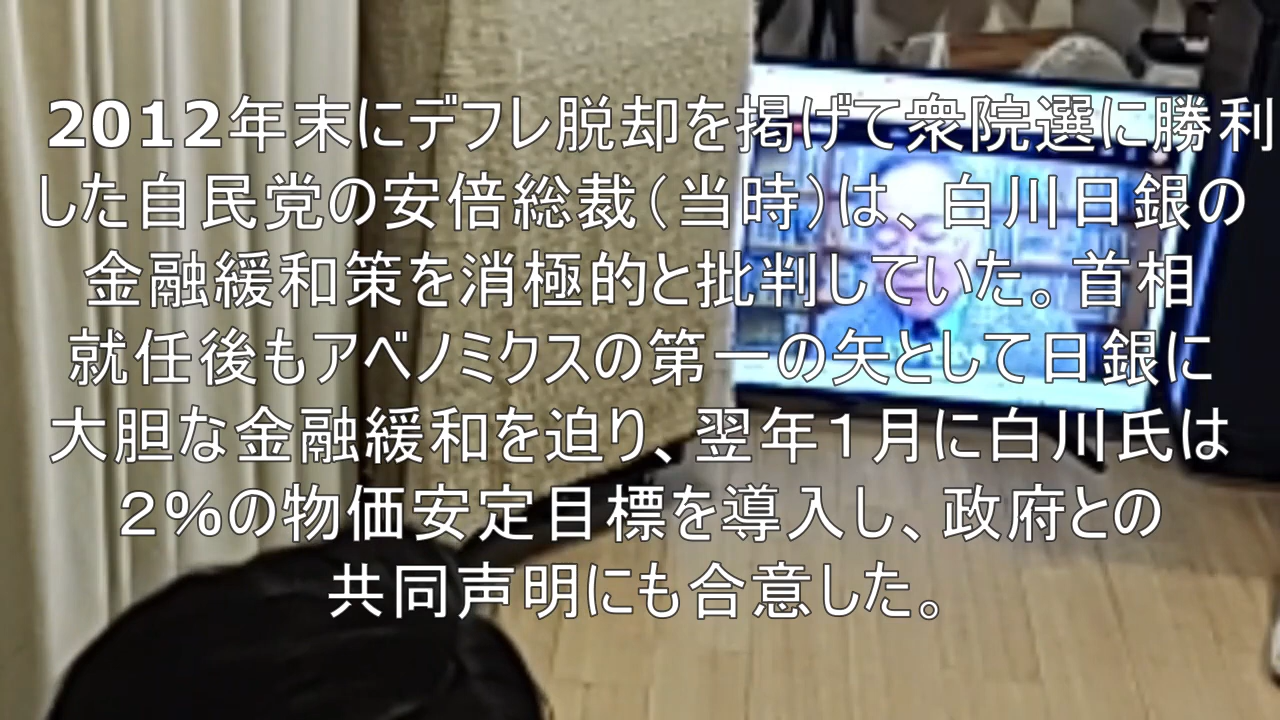 2012年末にデフレ脱却を掲げて衆院選に勝利
した自民党の安倍総裁（当時）は、白川日銀の
金融緩和策を消極的と批判していた。首相
就任後もアベノミクスの第一の矢として日銀に
大胆な金融緩和を迫り、翌年１月に白川氏は
２％の物価安定目標を導入し、政府との
共同声明にも合意した。